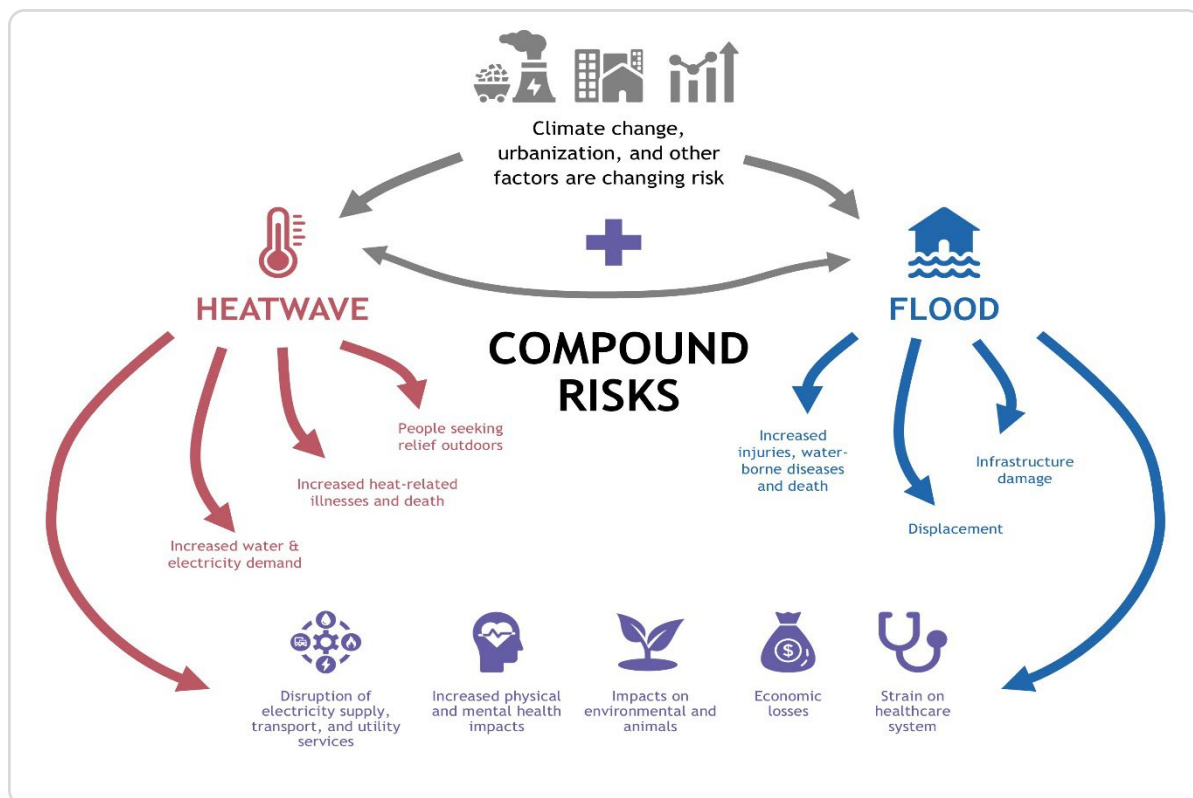 Climate change,
urbanization, and other
factors are changing risk
HEATWAVE
FLOOD
COMPOUND
RISKS
People seeking
relief outdoors
Increased heat-related
illnesses and death
Increased water &
electricity demand
Increased
injuries, water-
borne diseases
and death
Infrastructure
damage
Displacement
Disruption of
electricity supply,
transport, and utility
services
Increased physical
and mental health
impacts
Impacts on
environmental and
animals
$
Economic
losses
Strain on
healthcare
system